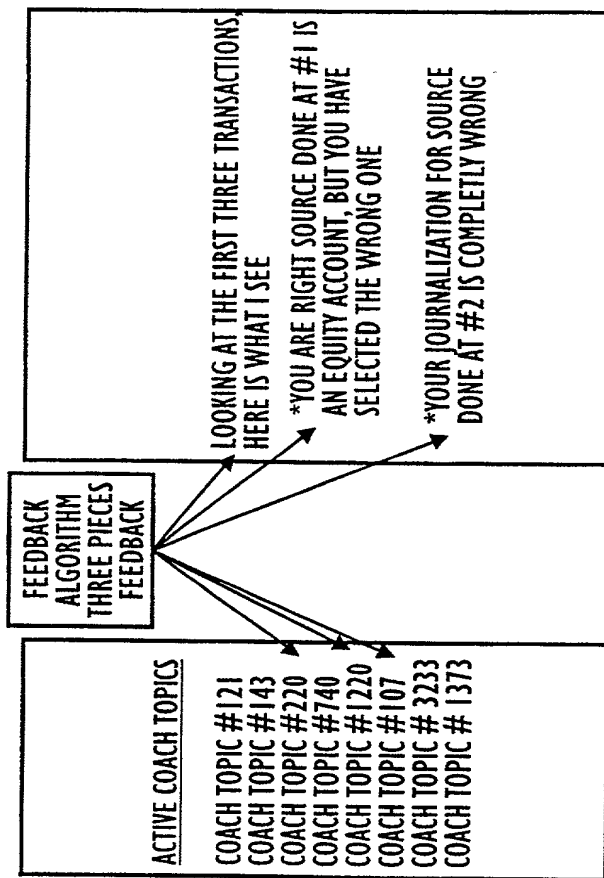 ACTIVE COACH TOPICS
COACH TOPIC #121
COACH TOPIC #143
COACH TOPIC #220
COACH TOPIC #740
COACH TOPIC #1220
COACH TOPIC #107
COACH TOPIC # 3233
COACH TOPIC # 1373
FEEDBACK
ALGORITHM
THREE PIECES
FEEDBACK
LOOKING AT THE FIRST THREE TRANSACTIONS,
HERE IS WHAT I SEE
*YOU ARE RIGHT SOURCE DONE AT #1 IS
AN EQUITY ACCOUNT, BUT YOU HAVE
SELECTED THE WRONG ONE
*YOUR JOURNALIZATION FOR SOURCE
DONE AT #2 IS COMPLETLY WRONG